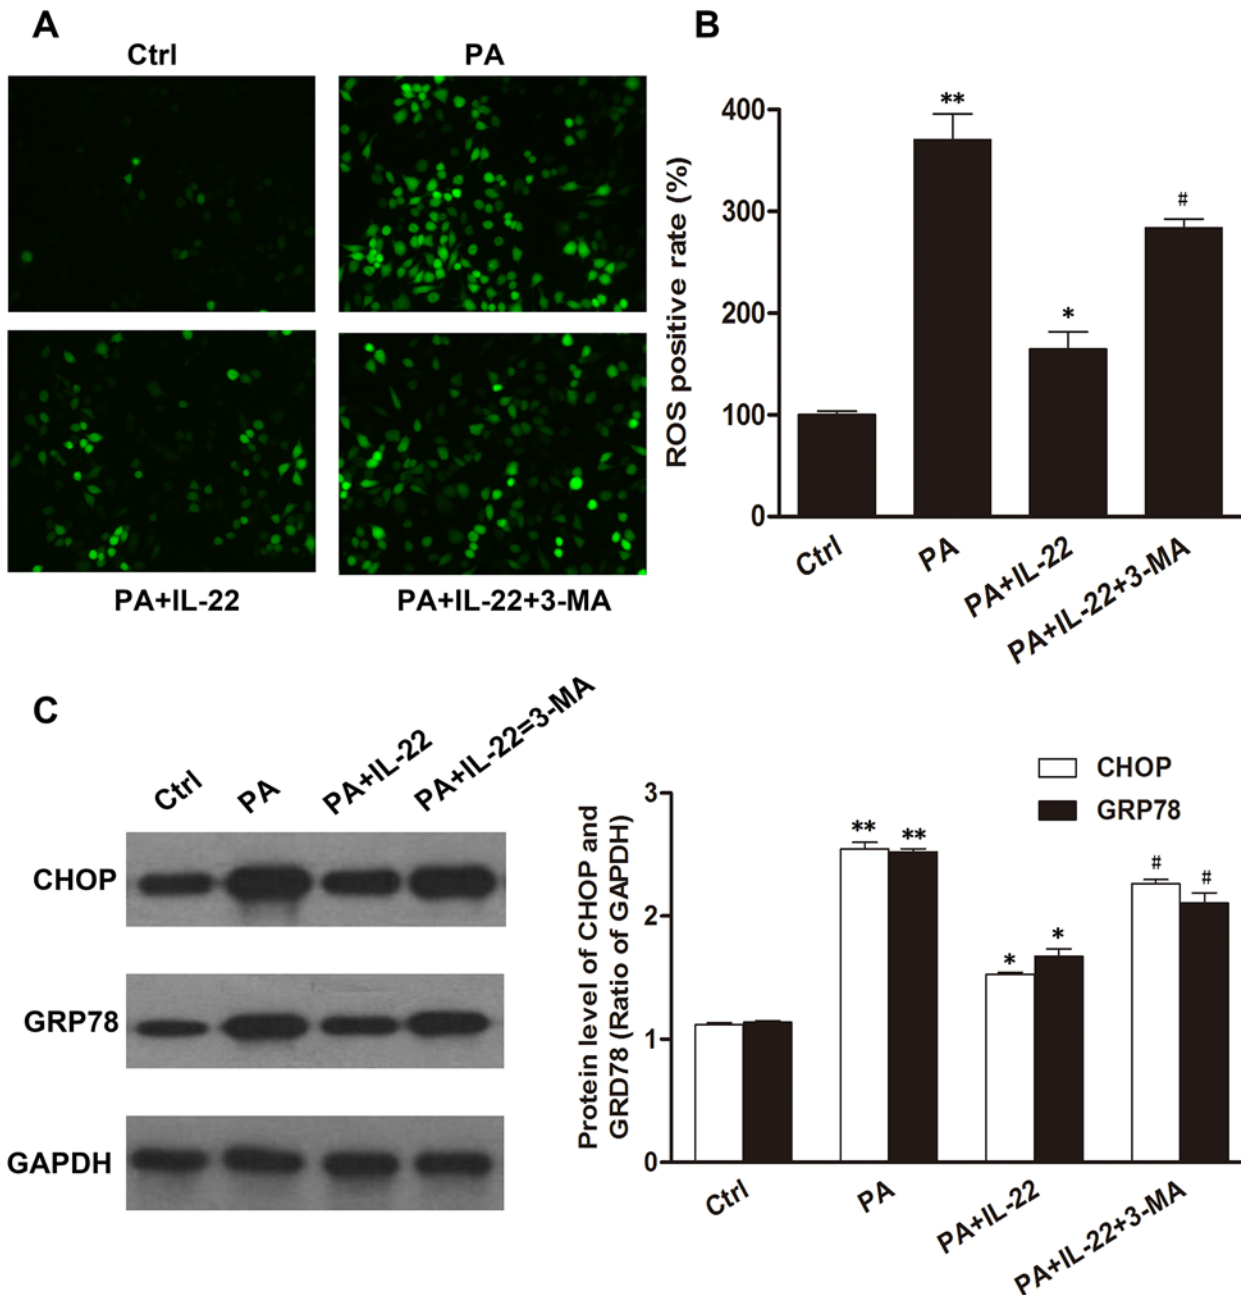 A
Ctrl
PA
PA+IL-22
PA+IL-22+3-MA
B
ROS positive rate (%)
400
300
200
100
0
**
*
#
Ctrl
PA
PA+IL-22
PA+IL-22+3-MA
C
Ctrl
PA
PA+IL-22
PA+IL-22=3-MA
CHOP
GRP78
GAPDH
CHOP
GRP78
Protein level of CHOP and
GRD78 (Ratio of GAPDH)
3
2
1
0
**
**
*
*
#
#
Ctrl
PA
PA+IL-22
PA+IL-22+3-MA